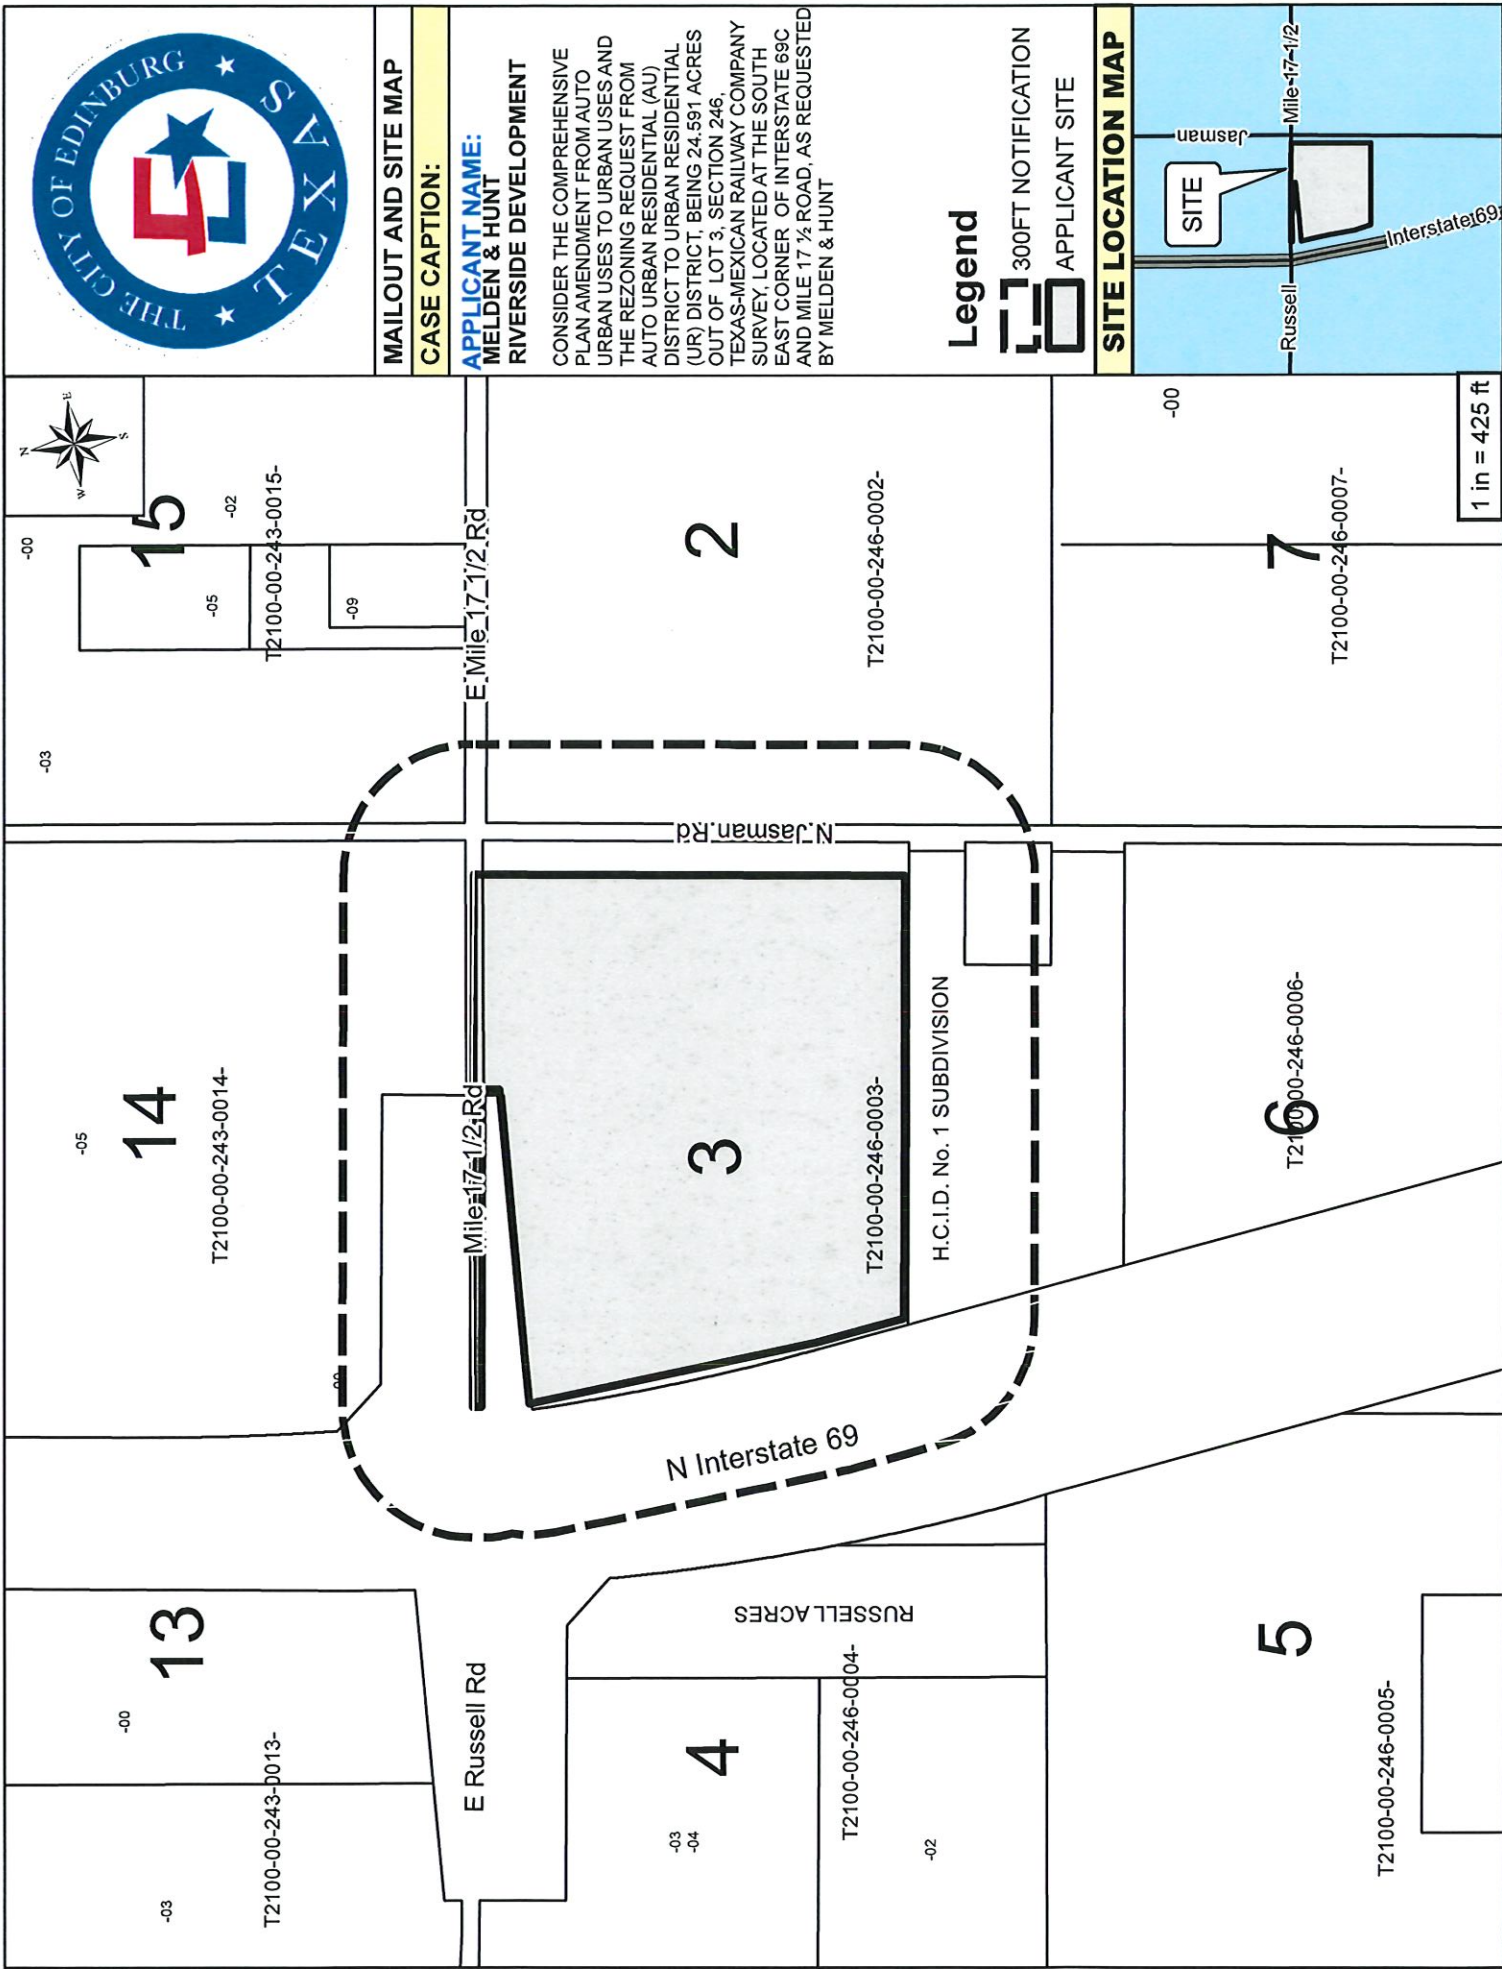 THE CITY OF EDINBURG
TEXAS
MAILOUT AND SITE MAP
CASE CAPTION:
APPLICANT NAME:
MELDEN & HUNT
RIVERSIDE DEVELOPMENT
CONSIDER THE COMPREHENSIVE
PLAN AMENDMENT FROM AUTO
URBAN USES TO URBAN USES AND
THE REZONING REQUEST FROM
AUTO URBAN RESIDENTIAL (AU)
DISTRICT TO URBAN RESIDENTIAL
(UR) DISTRICT, BEING 24.591 ACRES
OUT OF LOT 3, SECTION 246,
TEXAS-MEXICAN RAILWAY COMPANY
SURVEY, LOCATED AT THE SOUTH
EAST CORNER OF INTERSTATE 69C
AND MILE 17 ½ ROAD, AS REQUESTED
BY MELDEN & HUNT
Legend
300FT NOTIFICATION
APPLICANT SITE
SITE LOCATION MAP
SITE
Jasman
Russell
Mile-17-1/2
Interstate 69
1 in = 425 ft
N
E
S
W
13
-00
-03
T2100-00-243-0013-
14
-05
T2100-00-243-0014-
-00
15
-00
-02
-03
-05
T2100-00-243-0015-
-09
E Russell Rd
Mile-17-1/2-Rd
E Mile 17 1/2 Rd
N Jasman Rd
N Interstate 69
4
-03
-04
T2100-00-246-0004-
-02
RUSSELL ACRES
3
T2100-00-246-0003-
H.C.I.D. No. 1 SUBDIVISION
2
T2100-00-246-0002-
5
T2100-00-246-0005-
6
T2100-00-246-0006-
7
T2100-00-246-0007-
-00